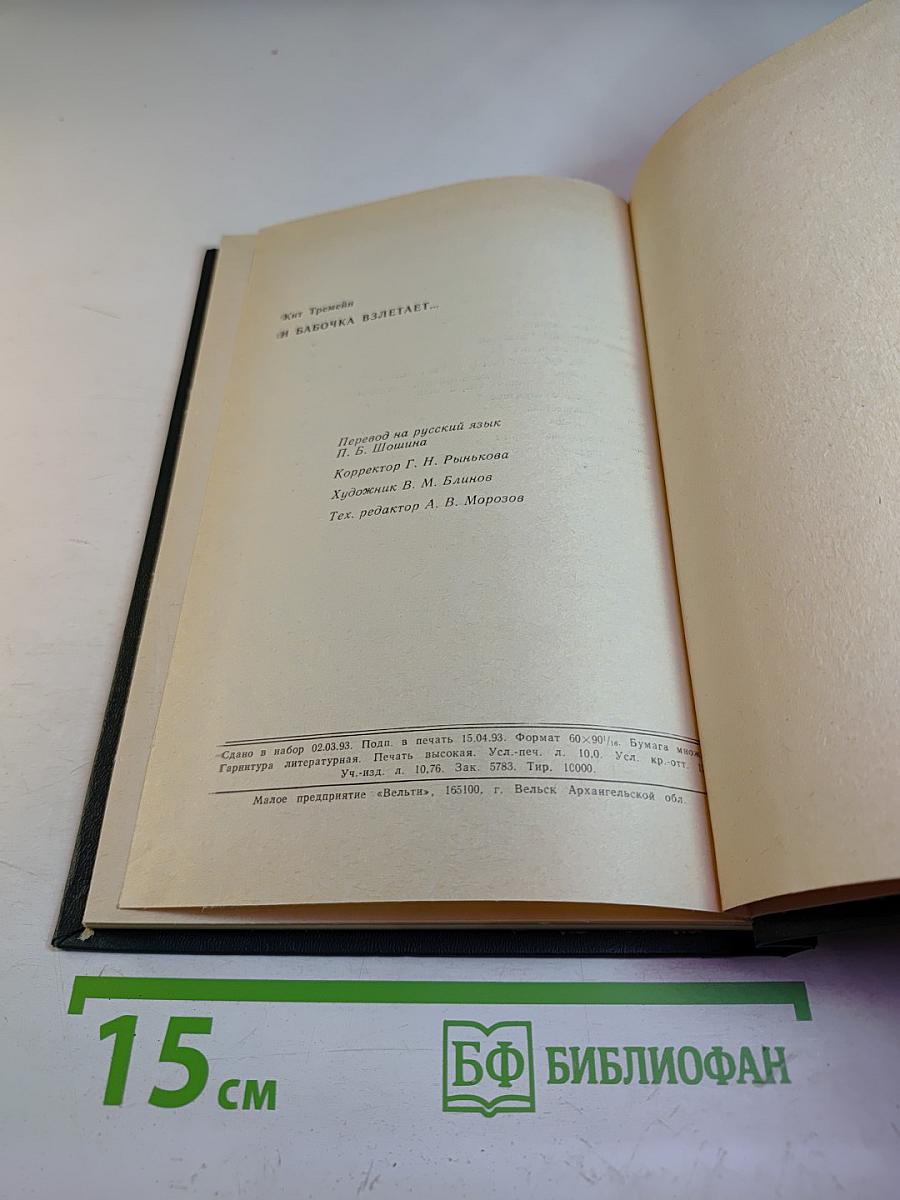 Кит Тремейн
И БАБОЧКА ВЗЛЕТАЕТ...
Перевод на русский язык
П. Б. Шошина
Корректор Г. Н. Рынькова
Художник В. М. Блинов
Тех. редактор А. В. Морозов
Сдано в набор 02.03.93. Подп. в печать 15.04.93. Формат 60×90¹/₁₆. Бумага
Гарнитура литературная. Печать высокая. Усл.-печ. л. 10,0. Усл. кр.-отт.
Уч.-изд. л. 10,76. Зак. 5783. Тир. 10000.
Малое предприятие «Вельти», 165100, г. Вельск Архангельской обл.
15 см
БФ БИБЛИОФАН